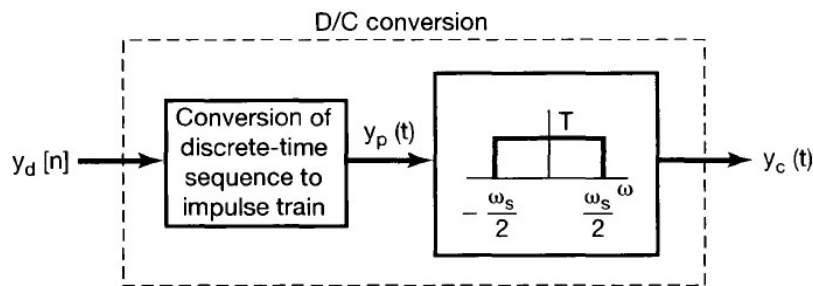 D/C conversion
y_d [n]
Conversion of
discrete-time
sequence to
impulse train
y_p (t)
T
ω
- ω_s/2
ω_s/2
y_c (t)